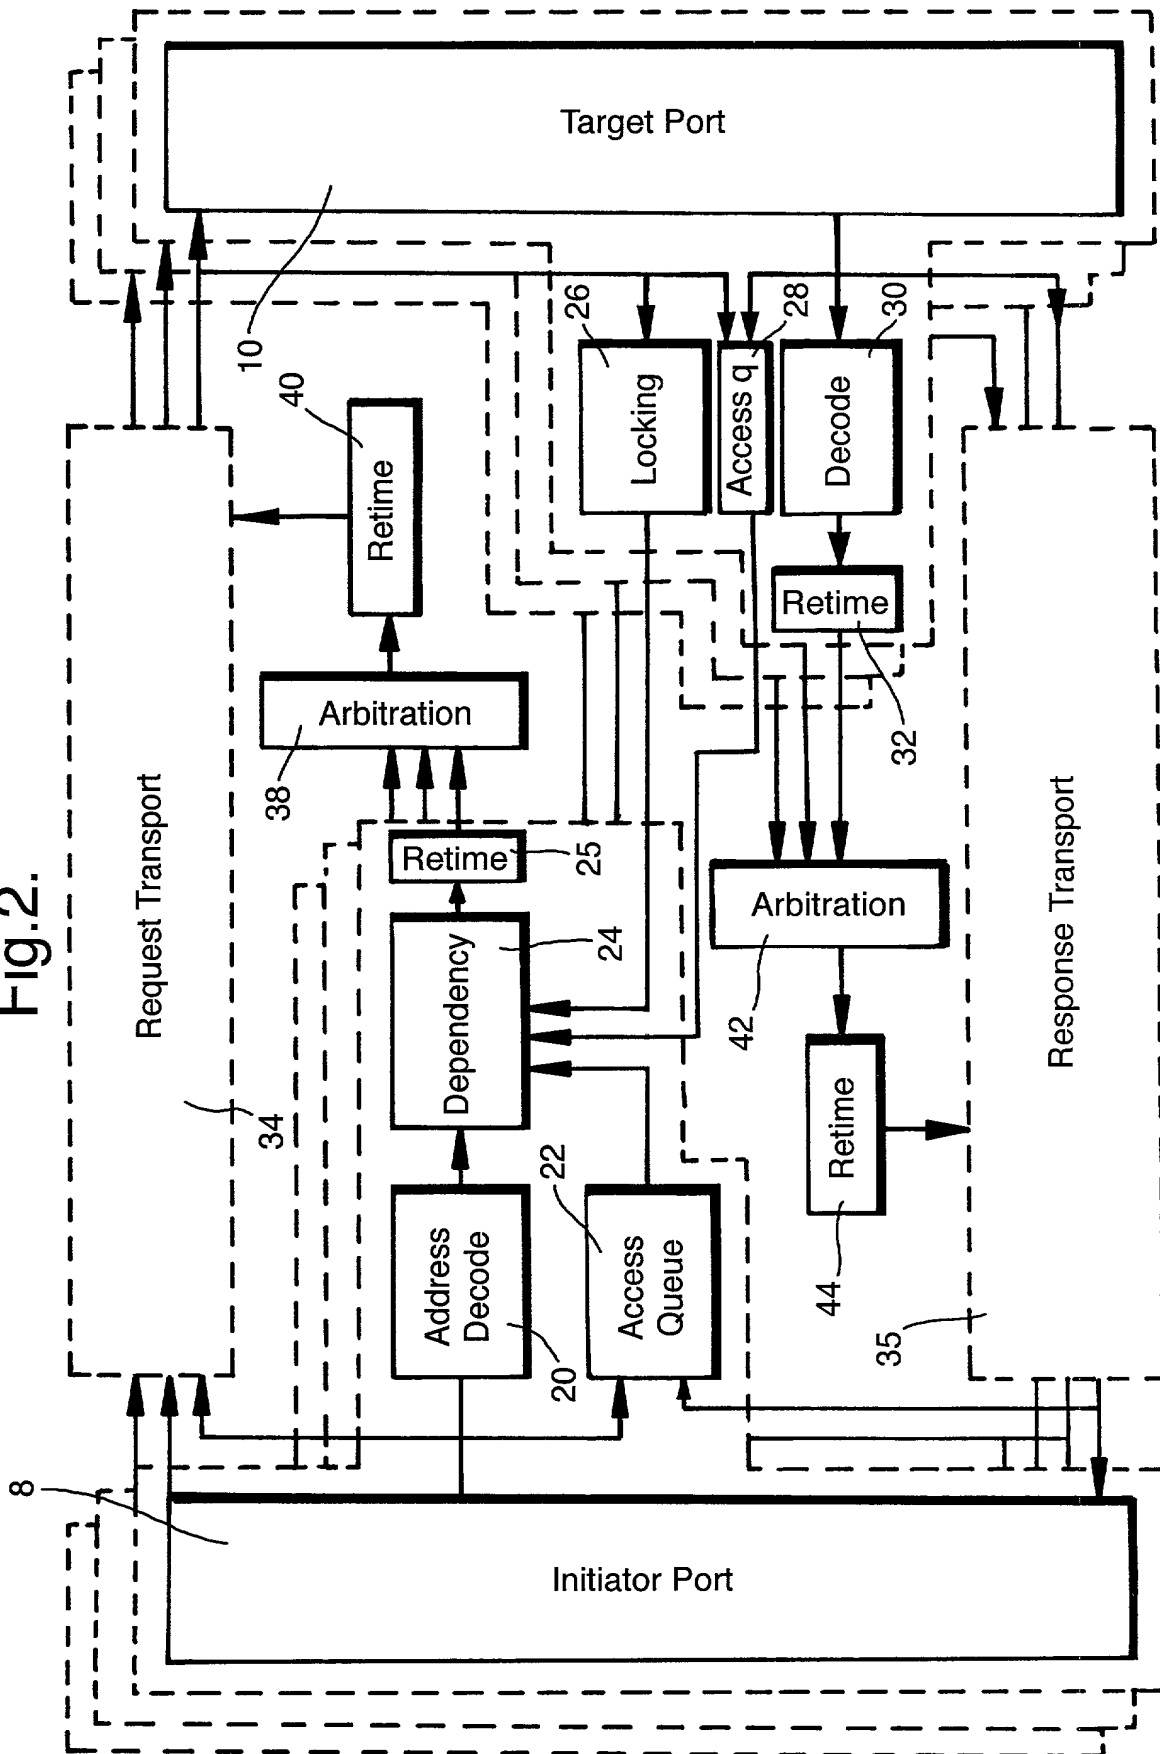 Fig.2.
Target Port
10
40
Retime
26
28
30
Locking
Access q
Decode
Retime
32
Request Transport
34
Arbitration
38
Retime
25
Dependency
24
Arbitration
42
Response Transport
35
Address
Decode
20
22
Access
Queue
Retime
44
8
Initiator Port